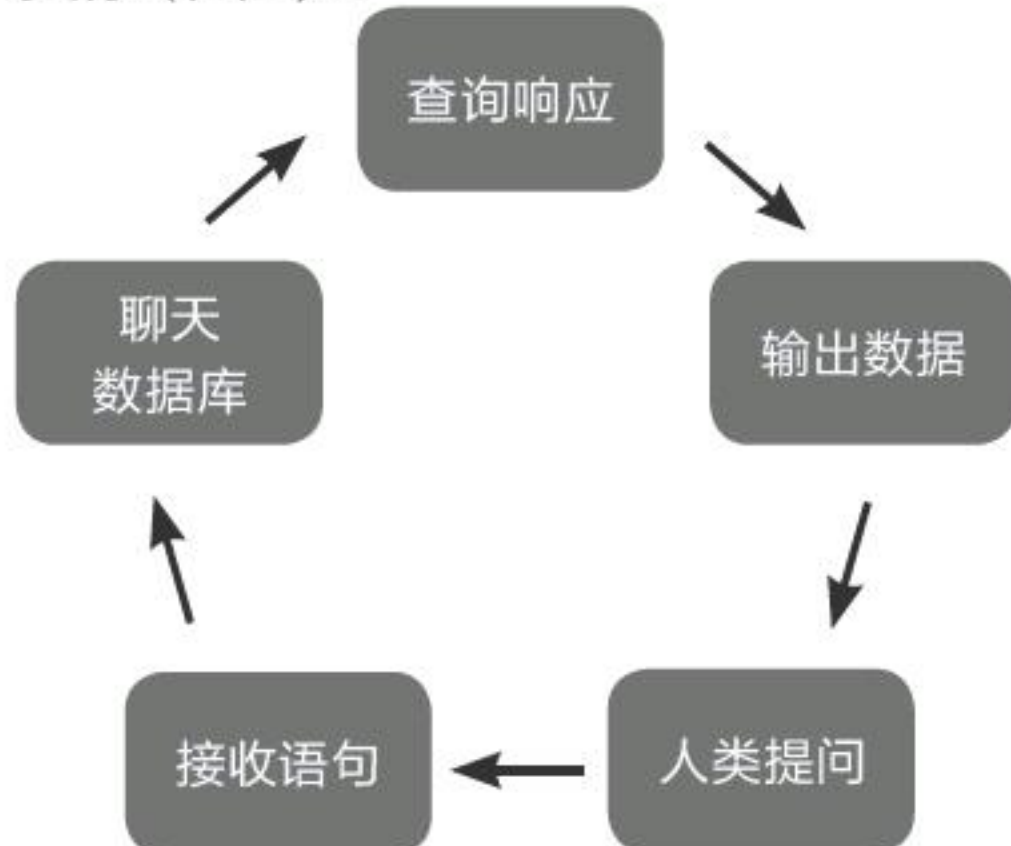 查询响应
聊天
数据库
输出数据
接收语句
人类提问